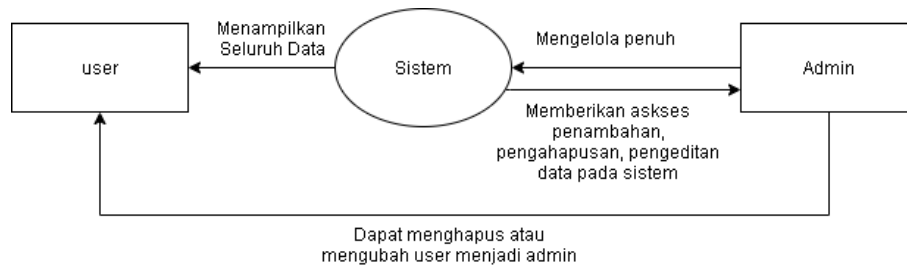 Menampilkan
Seluruh Data
Mengelola penuh
user
Sistem
Admin
Memberikan askses
penambahan,
pengahapusan, pengeditan
data pada sistem
Dapat menghapus atau
mengubah user menjadi admin